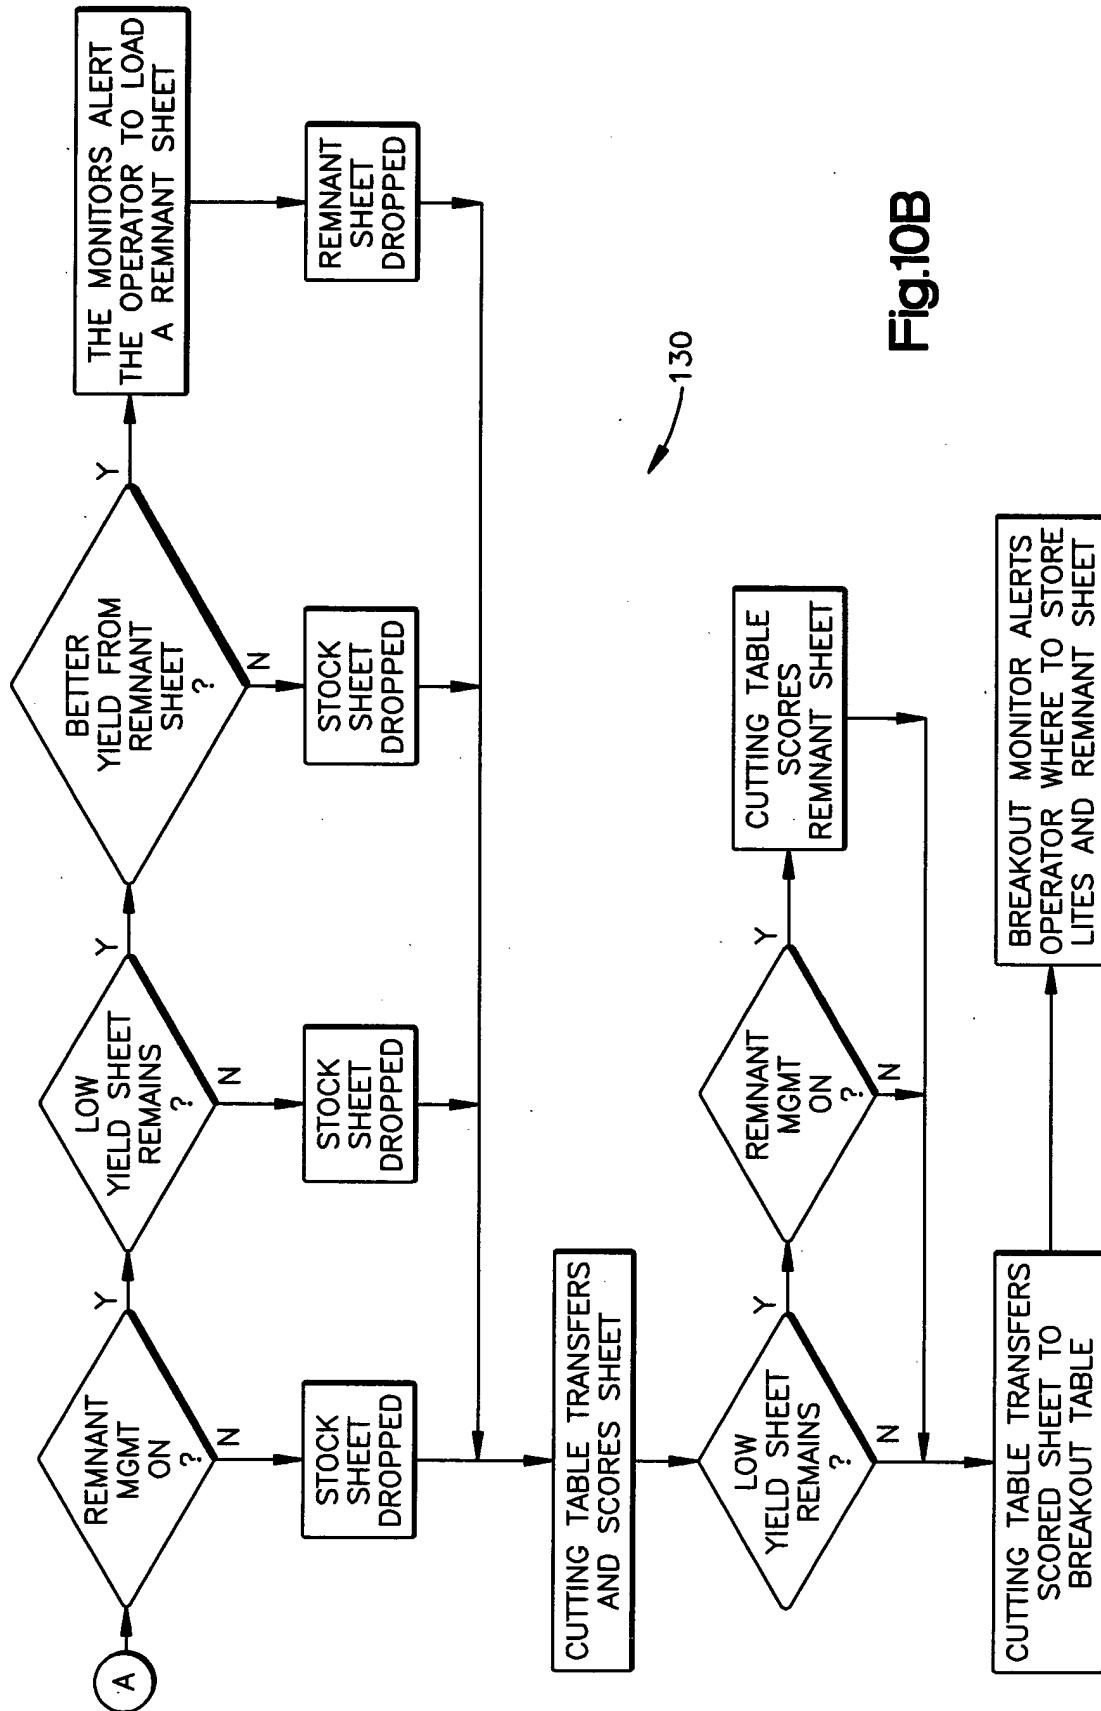 A
REMNANT
MGMT
ON
?
Y
N
STOCK
SHEET
DROPPED
LOW
YIELD SHEET
REMAINS
?
Y
N
STOCK
SHEET
DROPPED
BETTER
YIELD FROM
REMNANT
SHEET
?
Y
N
STOCK
SHEET
DROPPED
THE MONITORS ALERT
THE OPERATOR TO LOAD
A REMNANT SHEET
REMNANT
SHEET
DROPPED
CUTTING TABLE TRANSFERS
AND SCORES SHEET
LOW
YIELD SHEET
REMAINS
?
Y
N
REMNANT
MGMT
ON
?
Y
N
CUTTING TABLE
SCORES
REMNANT SHEET
CUTTING TABLE TRANSFERS
SCORED SHEET TO
BREAKOUT TABLE
BREAKOUT MONITOR ALERTS
OPERATOR WHERE TO STORE
LITES AND REMNANT SHEET
130
Fig.10B